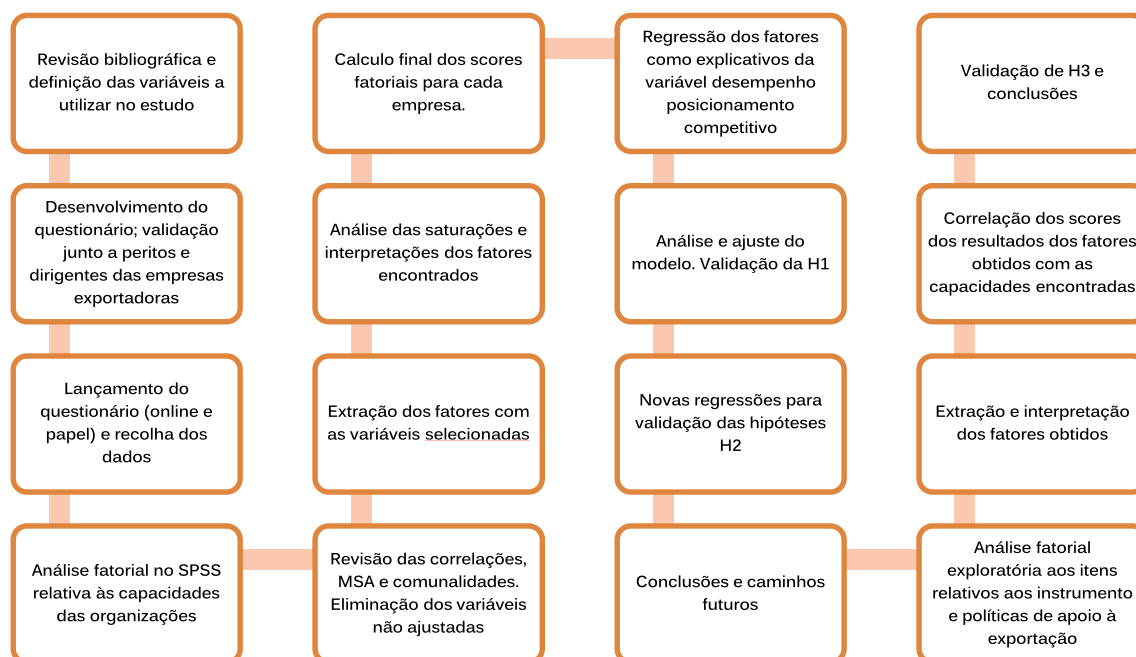 Revisão bibliográfica e
definição das variáveis a
utilizar no estudo
Desenvolvimento do
questionário; validação
junto a peritos e
dirigentes das empresas
exportadoras
Lançamento do
questionário (online e
papel) e recolha dos
dados
Análise fatorial no SPSS
relativa às capacidades
das organizações
Revisão das correlações,
MSA e comunalidades.
Eliminação dos variáveis
não ajustadas
Extração dos fatores com
as variáveis selecionadas
Análise das saturações e
interpretações dos fatores
encontrados
Calculo final dos scores
fatoriais para cada
empresa.
Regressão dos fatores
como explicativos da
variável desempenho
posicionamento
competitivo
Análise e ajuste do
modelo. Validação da H1
Novas regressões para
validação das hipóteses
H2
Conclusões e caminhos
futuros
Análise fatorial
exploratória aos itens
relativos aos instrumento
e políticas de apoio à
exportação
Extração e interpretação
dos fatores obtidos
Correlação dos scores
dos resultados dos fatores
obtidos com as
capacidades encontradas
Validação de H3 e
conclusões